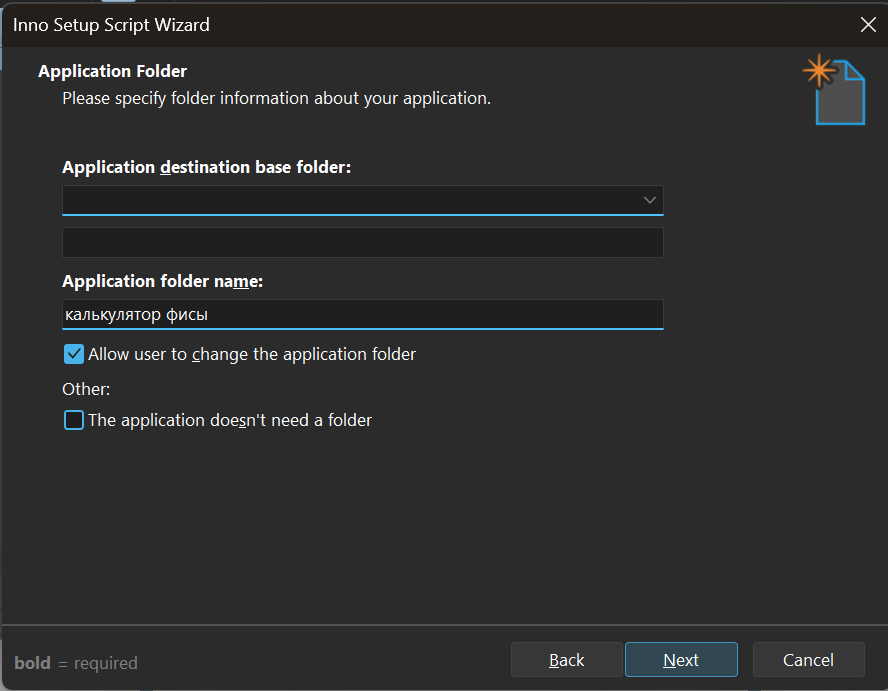 Inno Setup Script Wizard
Application Folder
Please specify folder information about your application.
Application destination base folder:
Application folder name:
калькулятор фисы
Allow user to change the application folder
Other:
The application doesn't need a folder
bold = required
Back
Next
Cancel